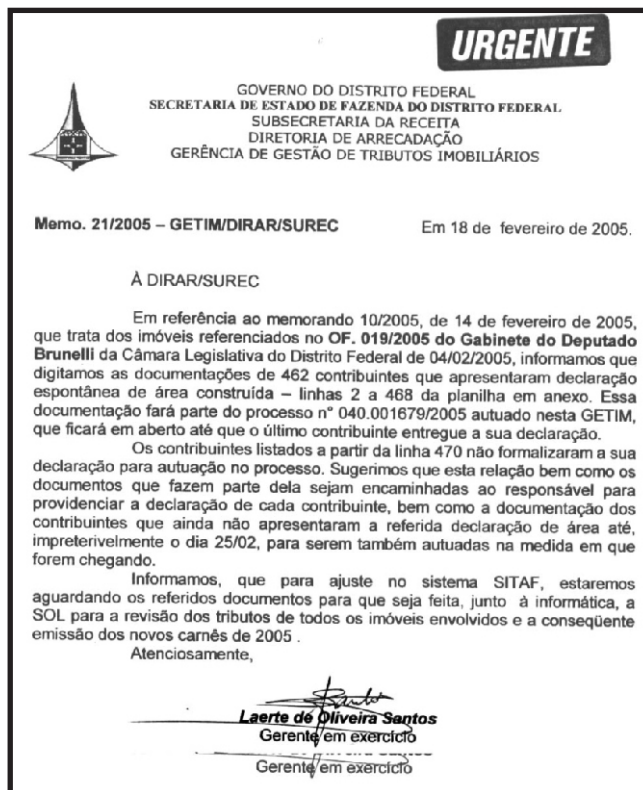 URGENTE
GOVERNO DO DISTRITO FEDERAL
SECRETARIA DE ESTADO DE FAZENDA DO DISTRITO FEDERAL
SUBSECRETARIA DA RECEITA
DIRETORIA DE ARRECADAÇÃO
GERÊNCIA DE GESTÃO DE TRIBUTOS IMOBILIÁRIOS
Memo. 21/2005 – GETIM/DIRAR/SUREC Em 18 de fevereiro de 2005.
À DIRAR/SUREC
Em referência ao memorando 10/2005, de 14 de fevereiro de 2005,
que trata dos imóveis referenciados no OF. 019/2005 do Gabinete do Deputado
Brunelli da Câmara Legislativa do Distrito Federal de 04/02/2005, informamos que
digitamos as documentações de 462 contribuintes que apresentaram declaração
espontânea de área construída – linhas 2 a 468 da planilha em anexo. Essa
documentação fará parte do processo n° 040.001679/2005 autuado nesta GETIM,
que ficará em aberto até que o último contribuinte entregue a sua declaração.
Os contribuintes listados a partir da linha 470 não formalizaram a sua
declaração para autuação no processo. Sugerimos que esta relação bem como os
documentos que fazem parte dela sejam encaminhadas ao responsável para
providenciar a declaração de cada contribuinte, bem como a documentação dos
contribuintes que ainda não apresentaram a referida declaração de área até,
impreterivelmente o dia 25/02, para serem também autuadas na medida em que
forem chegando.
Informamos, que para ajuste no sistema SITAF, estaremos
aguardando os referidos documentos para que seja feita, junto à informática, a
SOL para a revisão dos tributos de todos os imóveis envolvidos e a conseqüente
emissão dos novos carnês de 2005 .
Atenciosamente,
Laerte de Oliveira Santos
Gerente em exercício
Gerente em exercício